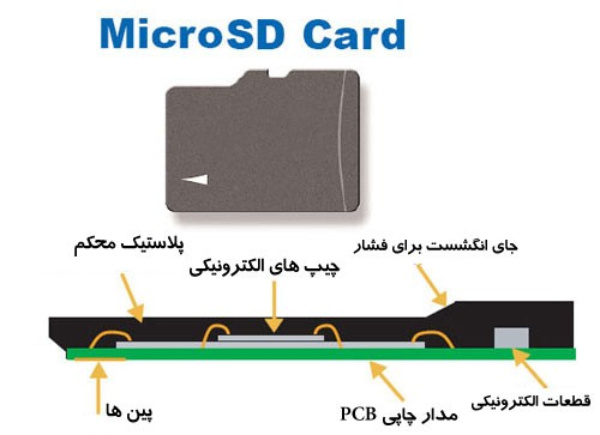 MicroSD Card
جای انگشست برای فشار
پلاستیک محکم
چیپ های الکترونیکی
قطعات الکترونیکی
مدار چاپی PCB
پین ها